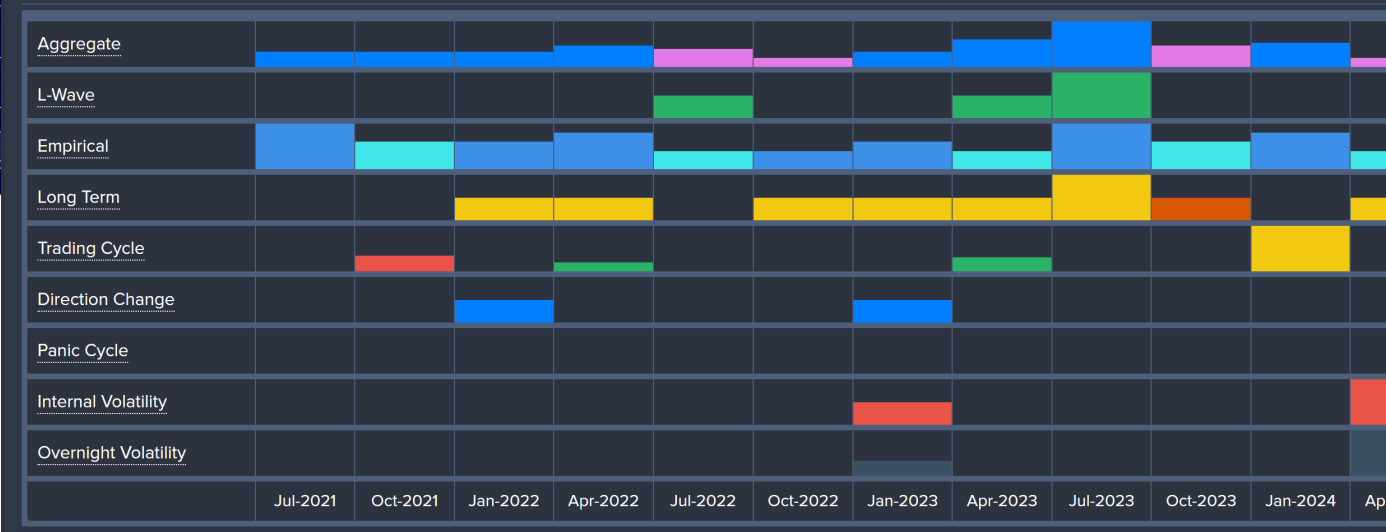 Aggregate
L-Wave
Empirical
Long Term
Trading Cycle
Direction Change
Panic Cycle
Internal Volatility
Overnight Volatility
Jul-2021 Oct-2021 Jan-2022 Apr-2022 Jul-2022 Oct-2022 Jan-2023 Apr-2023 Jul-2023 Oct-2023 Jan-2024 Ap